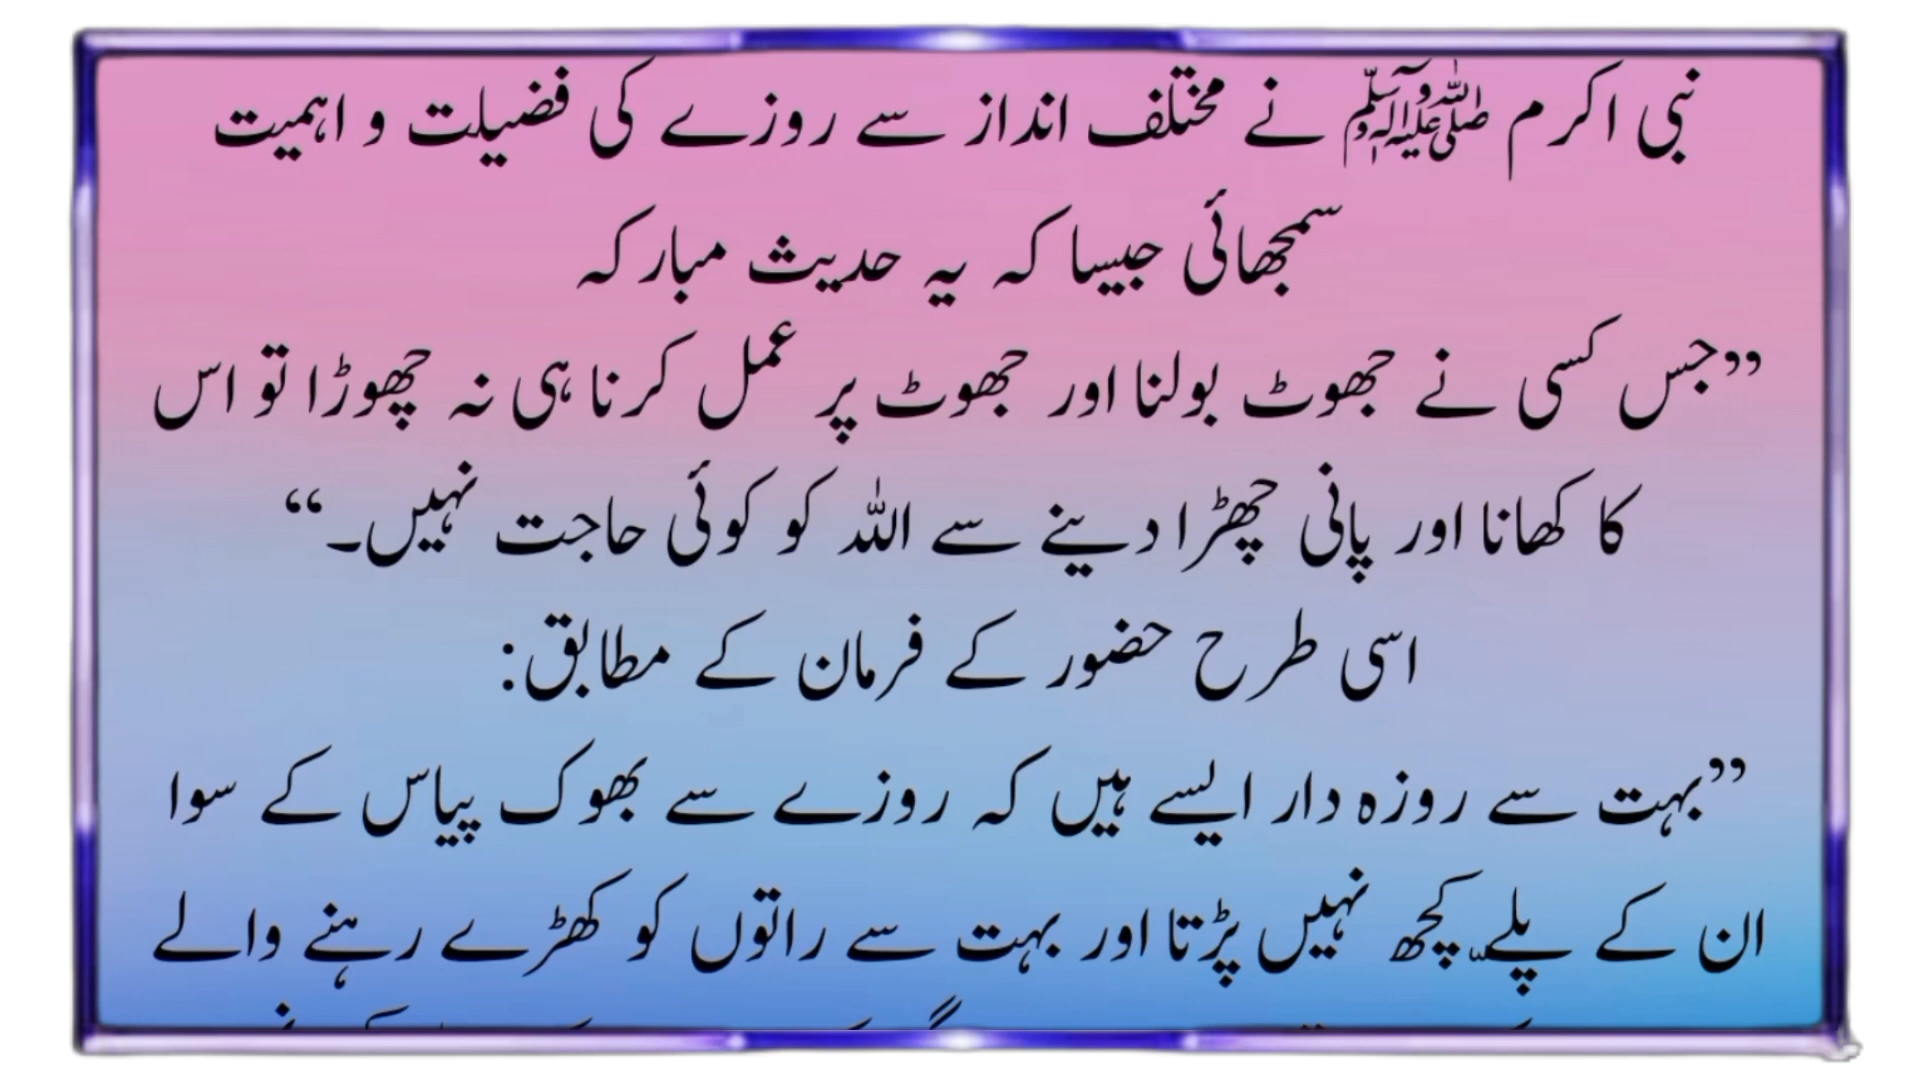 نبی اکرم ﷺ نے مختلف انداز سے روزے کی فضیلت و اہمیت
سمجھائی جیسا کہ یہ حدیث مبارکہ
”جس کسی نے جھوٹ بولنا اور جھوٹ پر عمل کرنا ہی نہ چھوڑا تو اس
کا کھانا اور پانی چھڑا دینے سے اللہ کو کوئی حاجت نہیں۔“
اسی طرح حضور کے فرمان کے مطابق:
”بہت سے روزہ دار ایسے ہیں کہ روزے سے بھوک پیاس کے سوا
ان کے پلے کچھ نہیں پڑتا اور بہت سے راتوں کو کھڑے رہنے والے